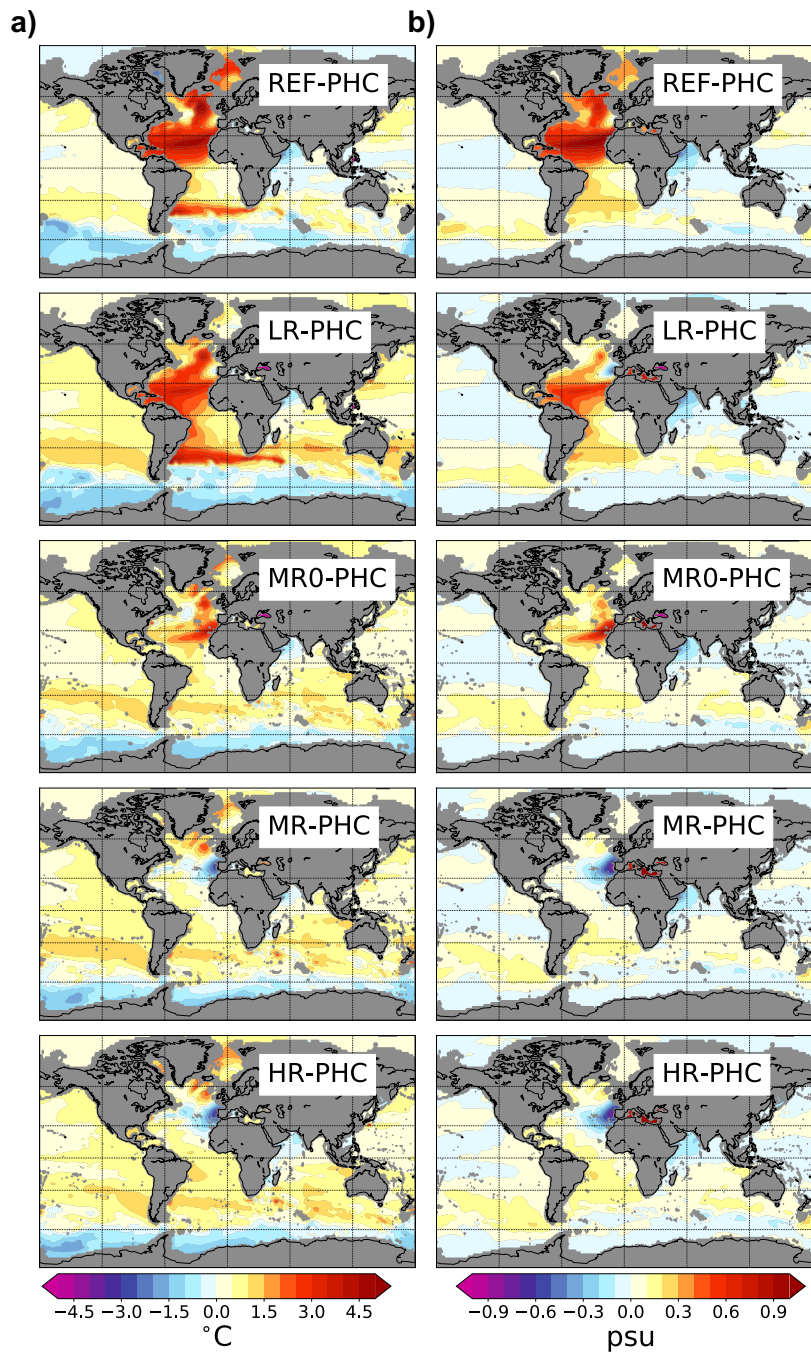 a) b)
REF-PHC REF-PHC
LR-PHC LR-PHC
MR0-PHC MR0-PHC
MR-PHC MR-PHC
HR-PHC HR-PHC
−4.5 −3.0 −1.5 0.0 1.5 3.0 4.5 −0.9 −0.6 −0.3 0.0 0.3 0.6 0.9
°C psu